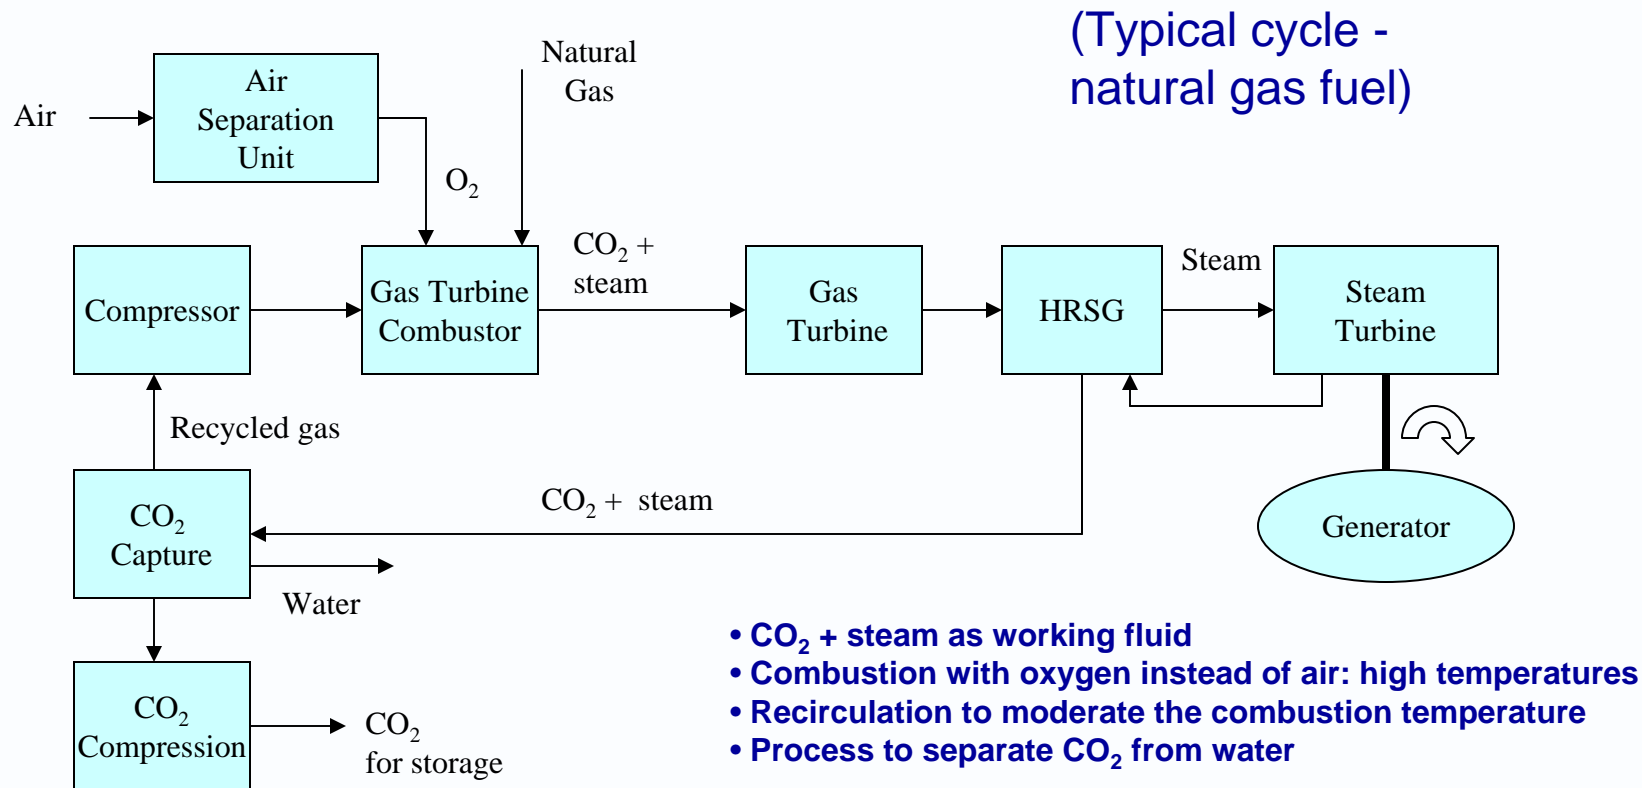 (Typical cycle -
natural gas fuel)
Natural
Gas
Air
Air
Separation
Unit
O₂
Compressor
Gas Turbine
Combustor
CO₂ +
steam
Gas
Turbine
HRSG
Steam
Steam
Turbine
Recycled gas
CO₂ + steam
CO₂
Capture
Water
Generator
CO₂
Compression
CO₂
for storage
• CO₂ + steam as working fluid
• Combustion with oxygen instead of air: high temperatures
• Recirculation to moderate the combustion temperature
• Process to separate CO₂ from water